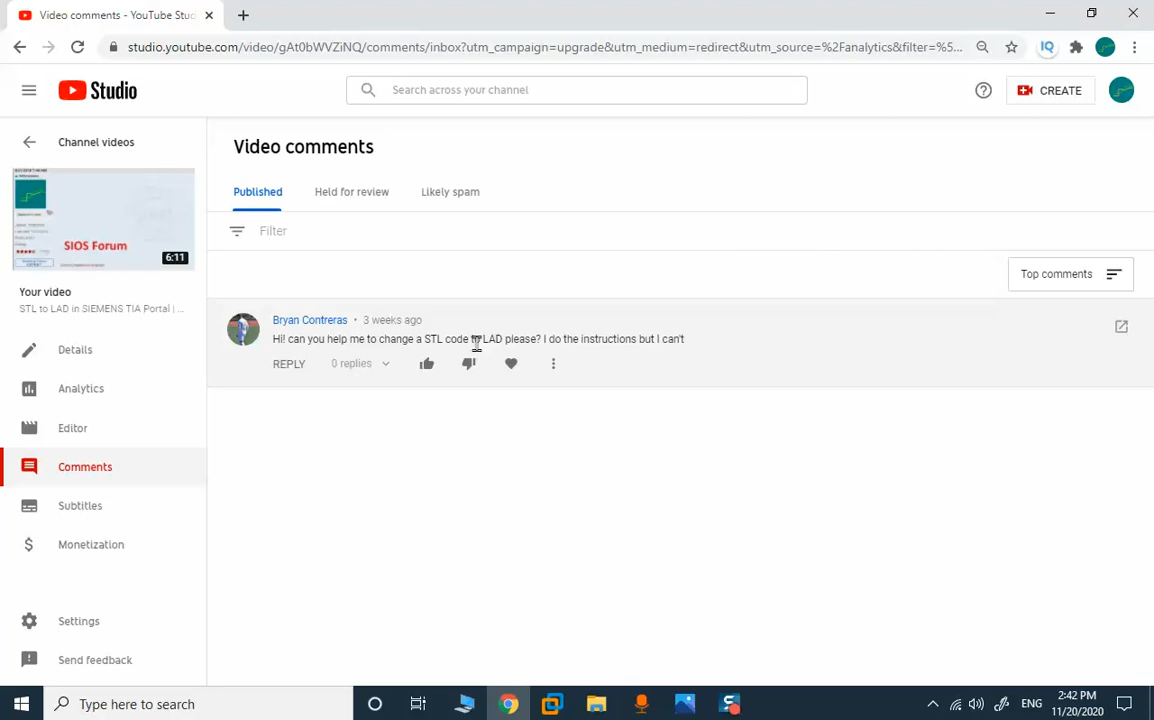 Video comments - YouTube Stud
studio.youtube.com/video/gAt0bWVZiNQ/comments/inbox?utm_campaign=upgrade&utm_medium=redirect&utm_source=%2Fanalytics&filter=%5...
IQ
Studio
Search across your channel
CREATE
Channel videos
SIOS Forum
6:11
Your video
STL to LAD in SIEMENS TIA Portal | ...
Details
Analytics
Editor
Comments
Subtitles
Monetization
Settings
Send feedback
Video comments
Published
Held for review
Likely spam
Filter
Top comments
Bryan Contreras • 3 weeks ago
Hi! can you help me to change a STL code to LAD please? I do the instructions but I can't
REPLY
0 replies
Type here to search
ENG
2:42 PM
11/20/2020